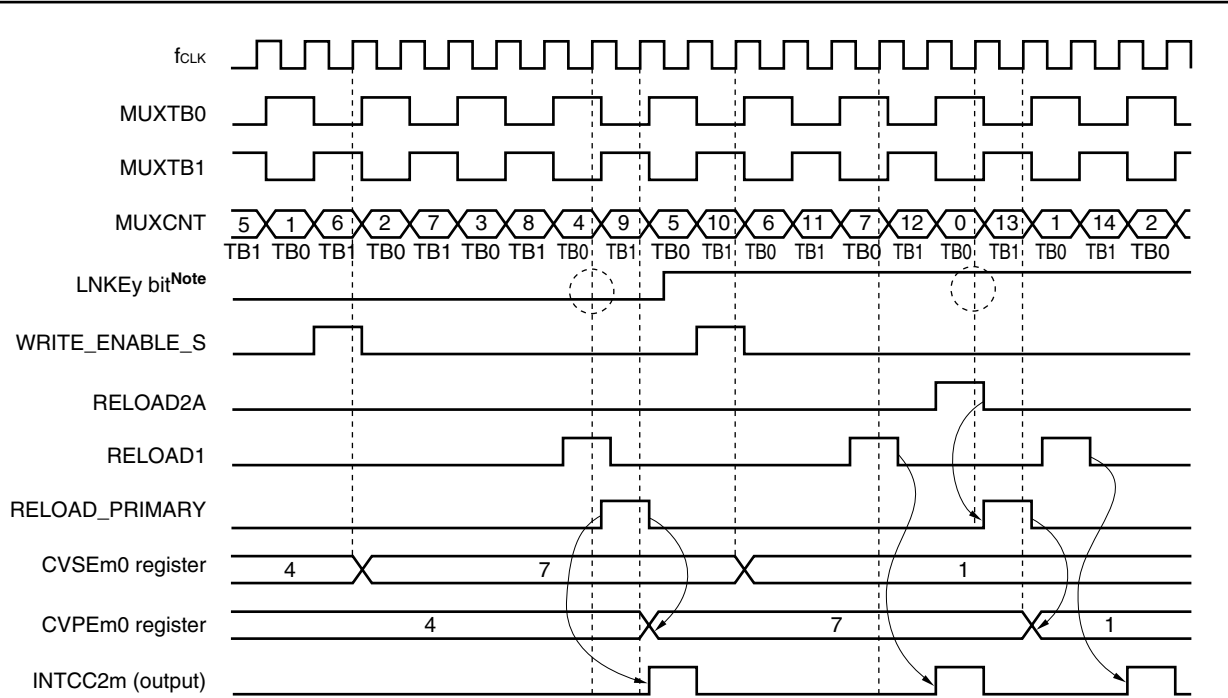 fCLK
MUXTB0
MUXTB1
MUXCNT 5 1 6 2 7 3 8 4 9 5 10 6 11 7 12 0 13 1 14 2
TB1 TB0 TB1 TB0 TB1 TB0 TB1 TB0 TB1 TB0 TB1 TB0 TB1 TB0 TB1 TB0 TB1 TB0 TB1 TB0
LNKEy bitNote
WRITE_ENABLE_S
RELOAD2A
RELOAD1
RELOAD_PRIMARY
CVSEm0 register 4 7 1
CVPEm0 register 4 7 1
INTCC2m (output)